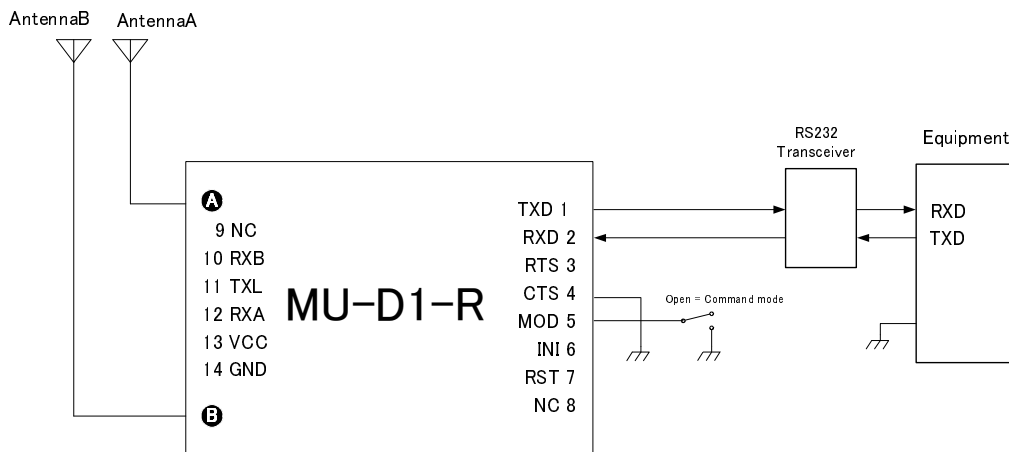 AntennaB AntennaA
RS232
Transceiver
Equipment
A
9 NC
10 RXB
11 TXL
12 RXA
13 VCC
14 GND
B
MU-D1-R
TXD 1
RXD 2
RTS 3
CTS 4
MOD 5
INI 6
RST 7
NC 8
Open = Command mode
RXD
TXD